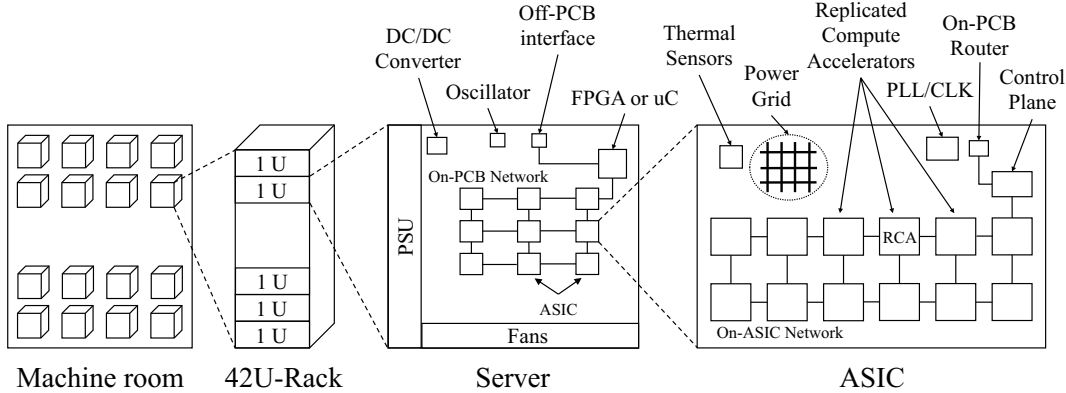 Off-PCB
interface
DC/DC
Converter
Oscillator
FPGA or uC
Thermal
Sensors
Power
Grid
Replicated
Compute
Accelerators
PLL/CLK
On-PCB
Router
Control
Plane
1 U
1 U
1 U
1 U
1 U
PSU
On-PCB Network
ASIC
Fans
RCA
On-ASIC Network
Machine room
42U-Rack
Server
ASIC